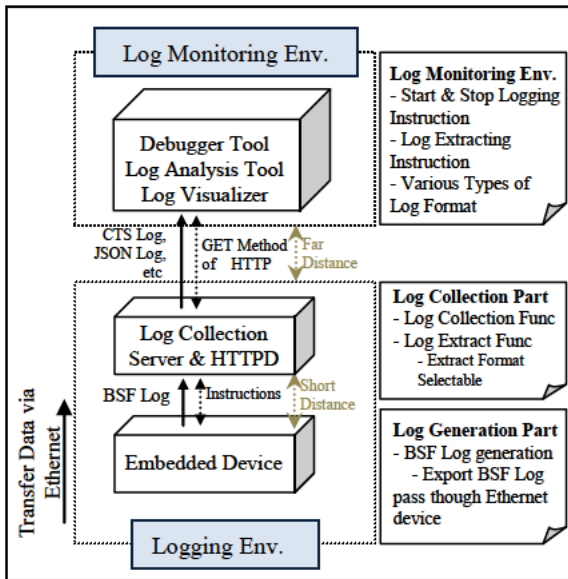 Log Monitoring Env.
Debugger Tool
Log Analysis Tool
Log Visualizer
Log Monitoring Env.
- Start & Stop Logging
Instruction
- Log Extracting
Instruction
- Various Types of
Log Format
CTS Log,
JSON Log,
etc
GET Method
of HTTP
Far
Distance
Log Collection
Server & HTTPD
Log Collection Part
- Log Collection Func
- Log Extract Func
- Extract Format
Selectable
BSF Log
Instructions
Short
Distance
Embedded Device
Log Generation Part
- BSF Log generation
- Export BSF Log
pass though Ethernet
device
Transfer Data via
Ethernet
Logging Env.